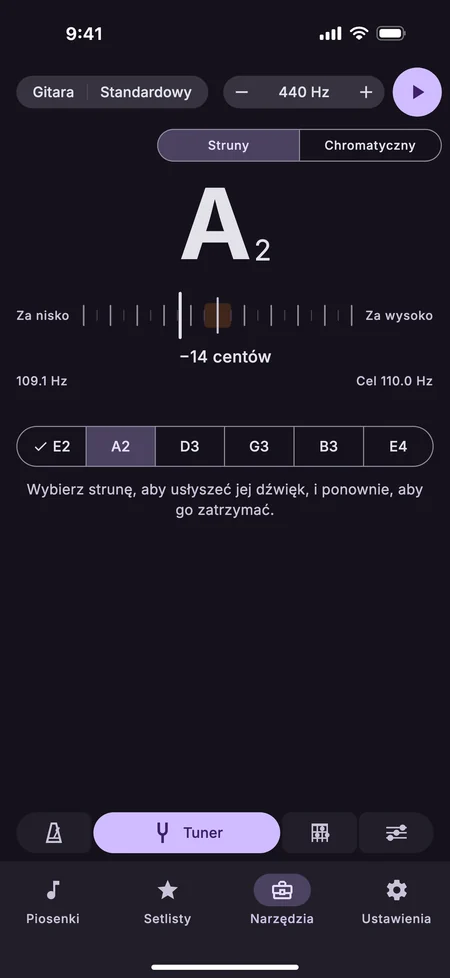 9:41
Gitara Standardowy − 440 Hz +
Struny Chromatyczny
A2
Za nisko Za wysoko
−14 centów
109.1 Hz Cel 110.0 Hz
✓ E2 A2 D3 G3 B3 E4
Wybierz strunę, aby usłyszeć jej dźwięk, i ponownie, aby
go zatrzymać.
Tuner
Piosenki Setlisty Narzędzia Ustawienia